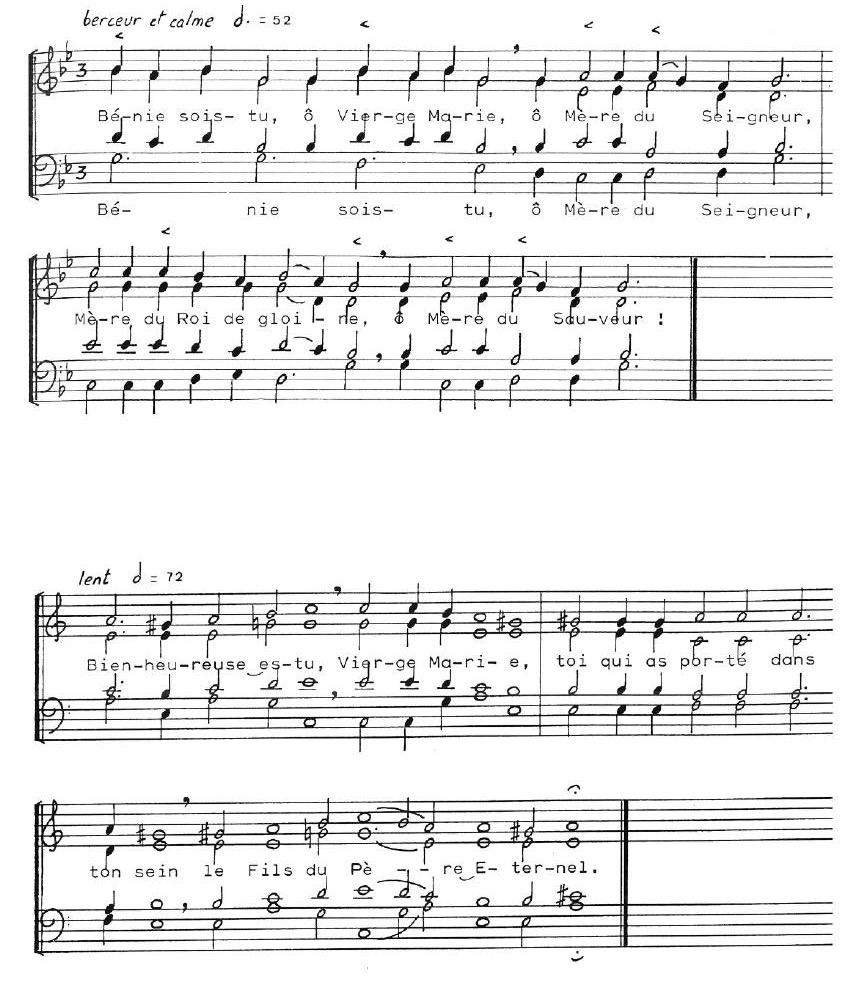 berceur et calme = 52
3
Bé-nie sois- tu, ô Vier-ge Ma-rie, ô Mè-re du Sei-gneur,
3
Bé- nie sois- tu, ô Mè-re du Sei-gneur,
Mè-re du Roi de gloi - re, ô Mè-re du Sau-veur !
lent = 72
Bien-heu-reuse es-tu, Vier-ge Ma-ri-e, toi qui as por-té dans
ton sein le Fils du Pè - - re E- ter-nel.